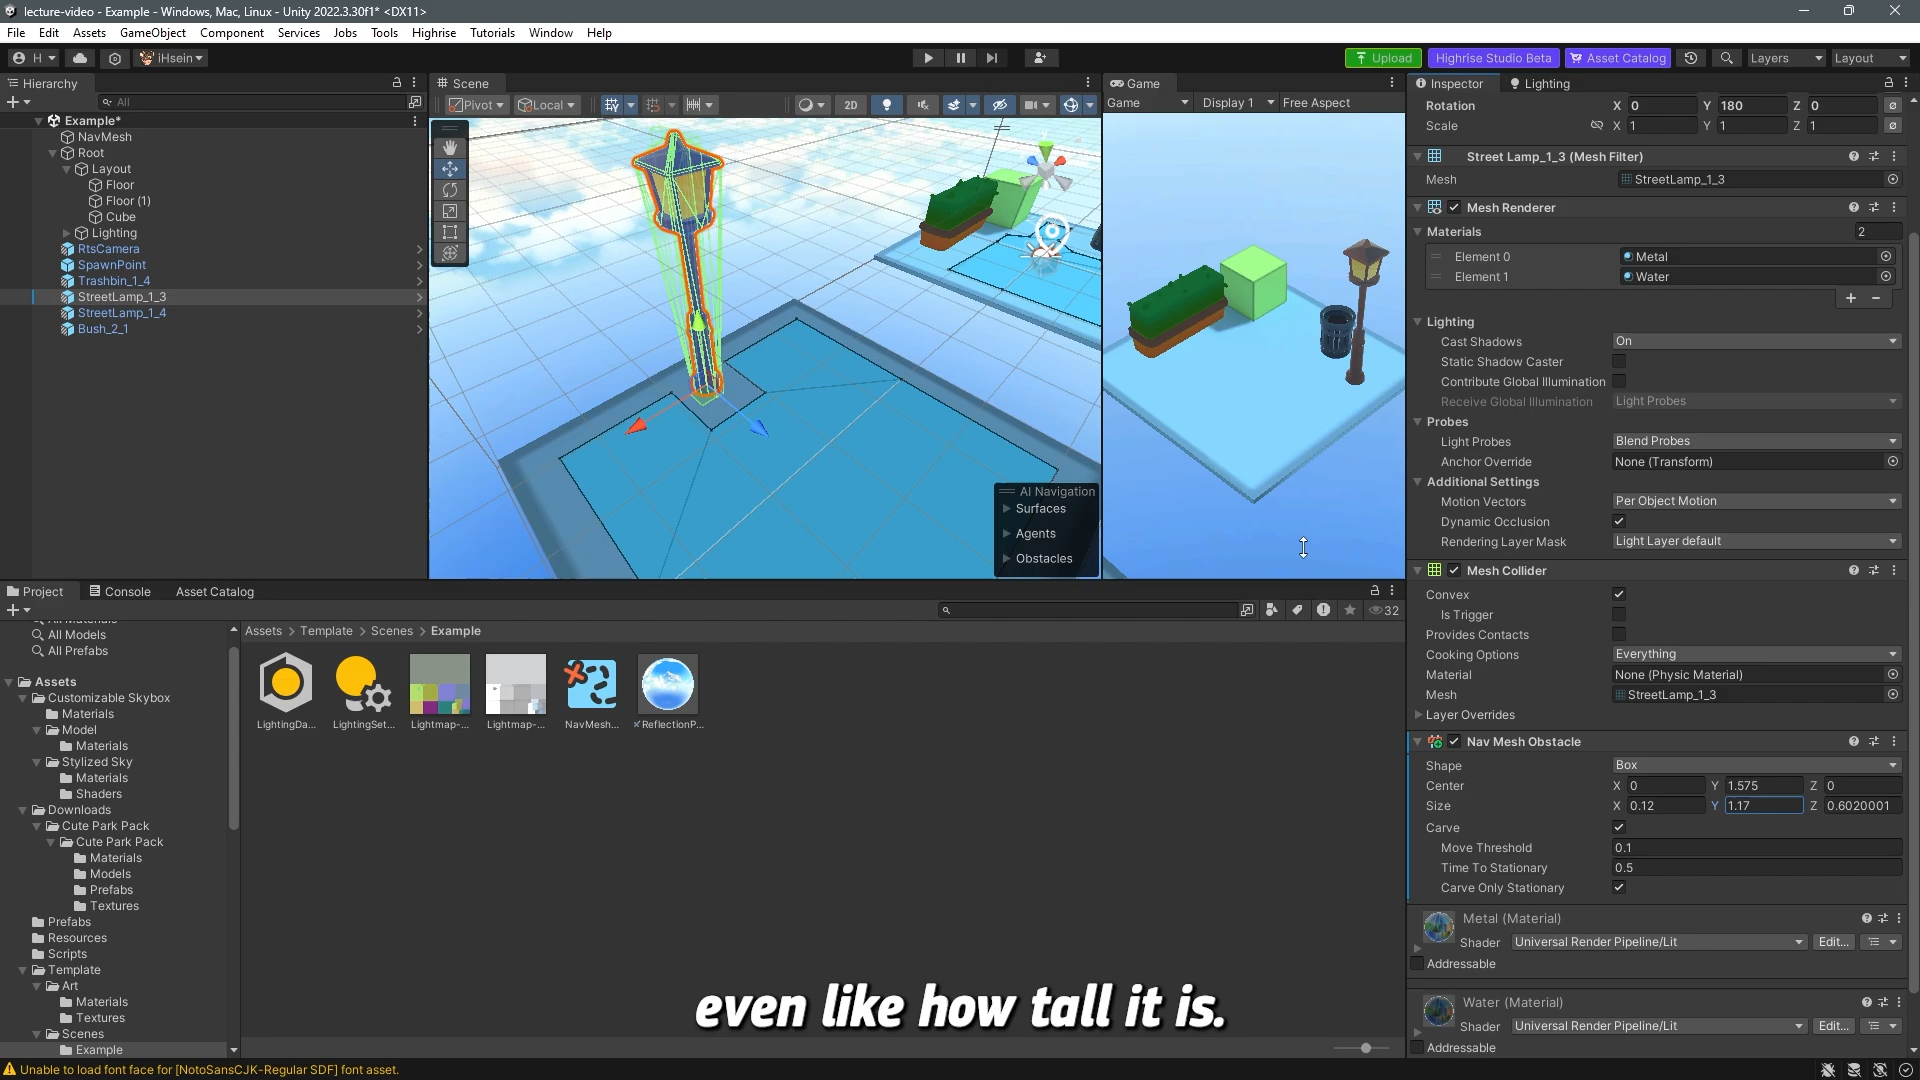 lecture-video - Example - Windows, Mac, Linux - Unity 2022.3.30f1* <DX11>
File Edit Assets GameObject Component Services Jobs Tools Highrise Tutorials Window Help
H iHsein Upload Highrise Studio Beta Asset Catalog Layers Layout
Hierarchy
All
Example*
NavMesh
Root
Layout
Floor
Floor (1)
Cube
Lighting
RtsCamera
SpawnPoint
Trashbin_1_4
StreetLamp_1_3
StreetLamp_1_4
Bush_2_1
Scene
Pivot Local 2D
AI Navigation
Surfaces
Agents
Obstacles
Game
Game Display 1 Free Aspect
Inspector Lighting
Rotation X 0 Y 180 Z 0
Scale X 1 Y 1 Z 1
Street Lamp_1_3 (Mesh Filter)
Mesh StreetLamp_1_3
Mesh Renderer
Materials 2
Element 0 Metal
Element 1 Water
Lighting
Cast Shadows On
Static Shadow Caster
Contribute Global Illumination
Receive Global Illumination Light Probes
Probes
Light Probes Blend Probes
Anchor Override None (Transform)
Additional Settings
Motion Vectors Per Object Motion
Dynamic Occlusion
Rendering Layer Mask Light Layer default
Mesh Collider
Convex
Is Trigger
Provides Contacts
Cooking Options Everything
Material None (Physic Material)
Mesh StreetLamp_1_3
Layer Overrides
Nav Mesh Obstacle
Shape Box
Center X 0 Y 1.575 Z 0
Size X 0.12 Y 1.17 Z 0.6020001
Carve
Move Threshold 0.1
Time To Stationary 0.5
Carve Only Stationary
Metal (Material)
Shader Universal Render Pipeline/Lit Edit...
Addressable
Water (Material)
Shader Universal Render Pipeline/Lit Edit...
Addressable
Project Console Asset Catalog
32
All Materials
All Models
All Prefabs
Assets
Customizable Skybox
Materials
Model
Materials
Stylized Sky
Materials
Shaders
Downloads
Cute Park Pack
Cute Park Pack
Materials
Models
Prefabs
Textures
Prefabs
Resources
Scripts
Template
Art
Materials
Textures
Scenes
Example
Assets > Template > Scenes > Example
LightingDa... LightingSet... Lightmap-... Lightmap-... NavMesh... ReflectionP...
even like how tall it is.
Unable to load font face for [NotoSansCJK-Regular SDF] font asset.